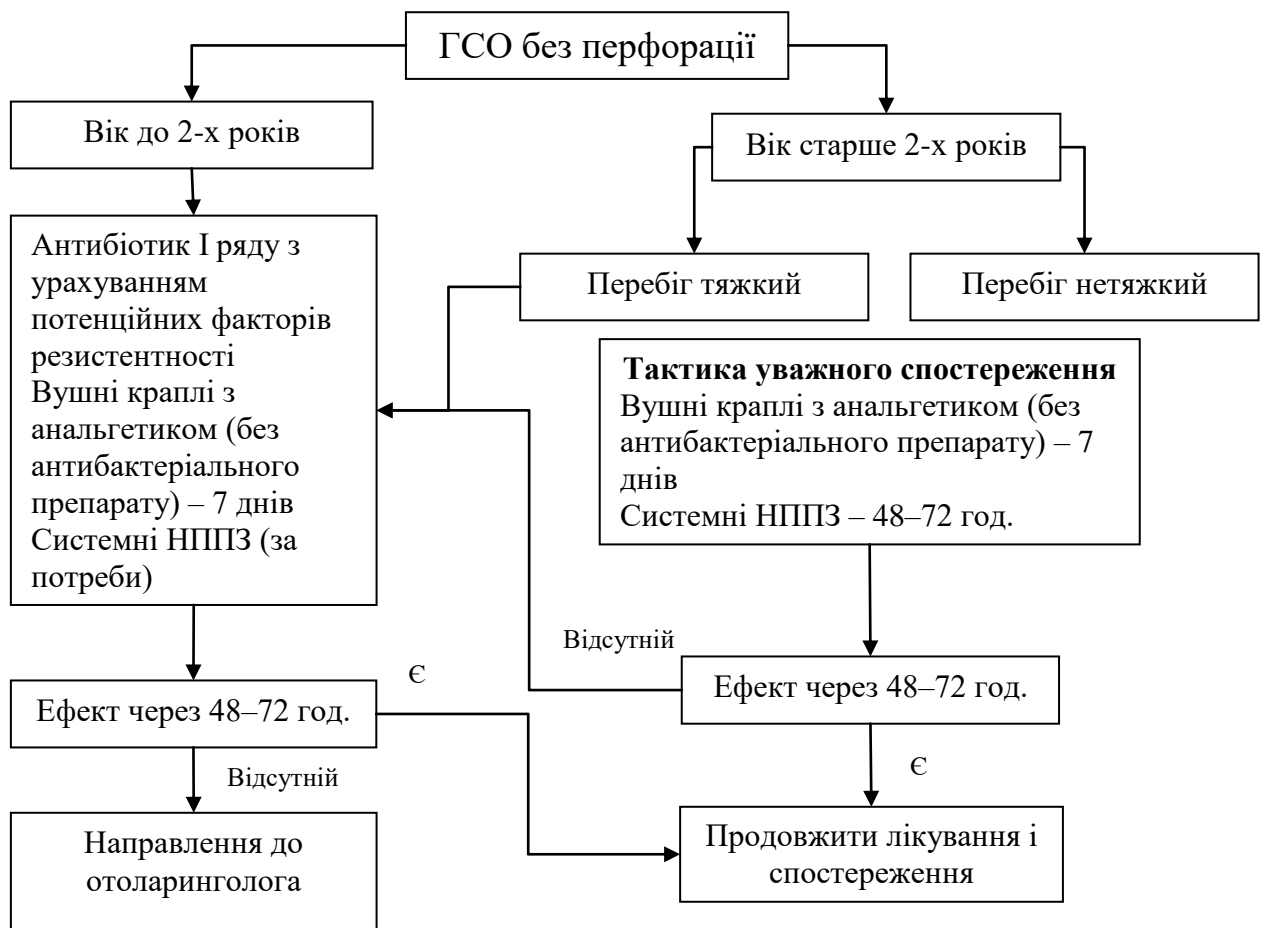 ГСО без перфорації
Вік до 2-х років
Вік старше 2-х років
Антибіотик І ряду з
урахуванням
потенційних факторів
резистентності
Вушні краплі з
анальгетиком (без
антибактеріального
препарату) – 7 днів
Системні НППЗ (за
потреби)
Перебіг тяжкий
Перебіг нетяжкий
Тактика уважного спостереження
Вушні краплі з анальгетиком (без
антибактеріального препарату) – 7
днів
Системні НППЗ – 48–72 год.
Відсутній
Є
Ефект через 48–72 год.
Ефект через 48–72 год.
Відсутній
Є
Направлення до
отоларинголога
Продовжити лікування і
спостереження